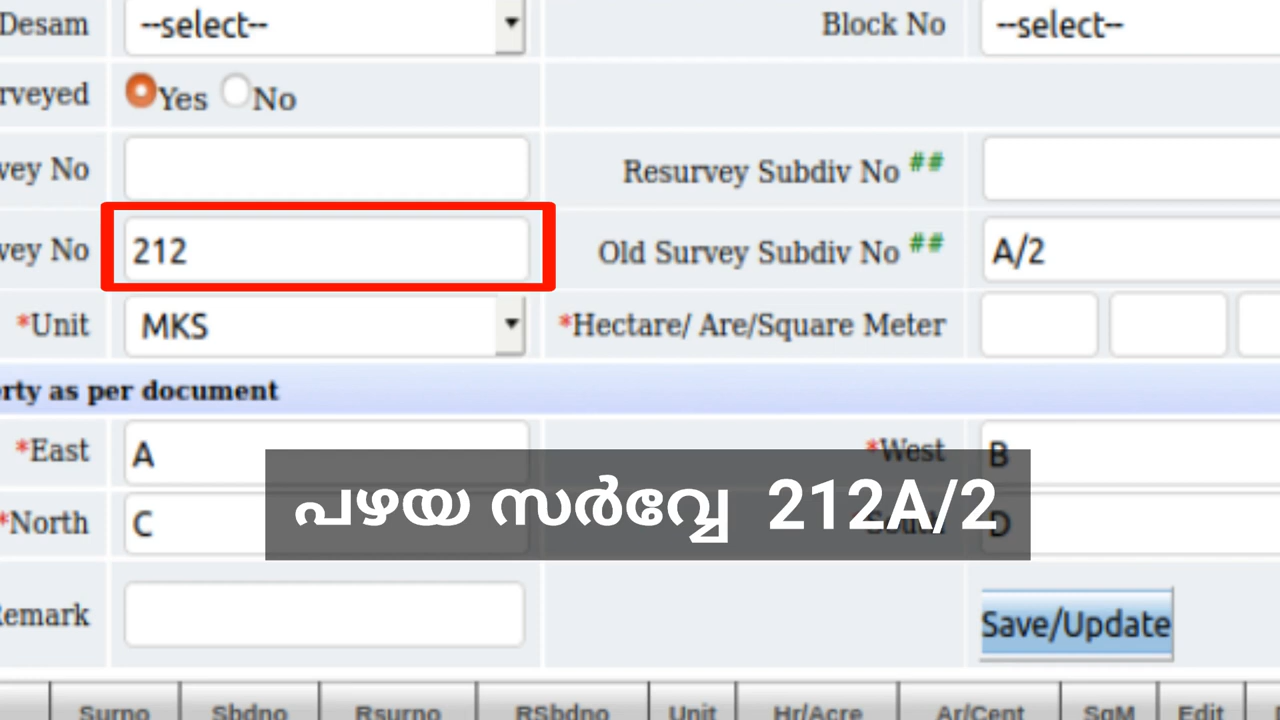 Desam --select-- Block No --select--
rveyed Yes No
vey No Resurvey Subdiv No ##
vey No 212 Old Survey Subdiv No ## A/2
*Unit MKS *Hectare/ Are/Square Meter
rty as per document
*East A *West B
പഴയ സർവ്വേ 212A/2
*North C South D
Remark Save/Update
Surno Sbdno Rsurno RSbdno Unit Hr/Acre Ar/Cent SqM Edit